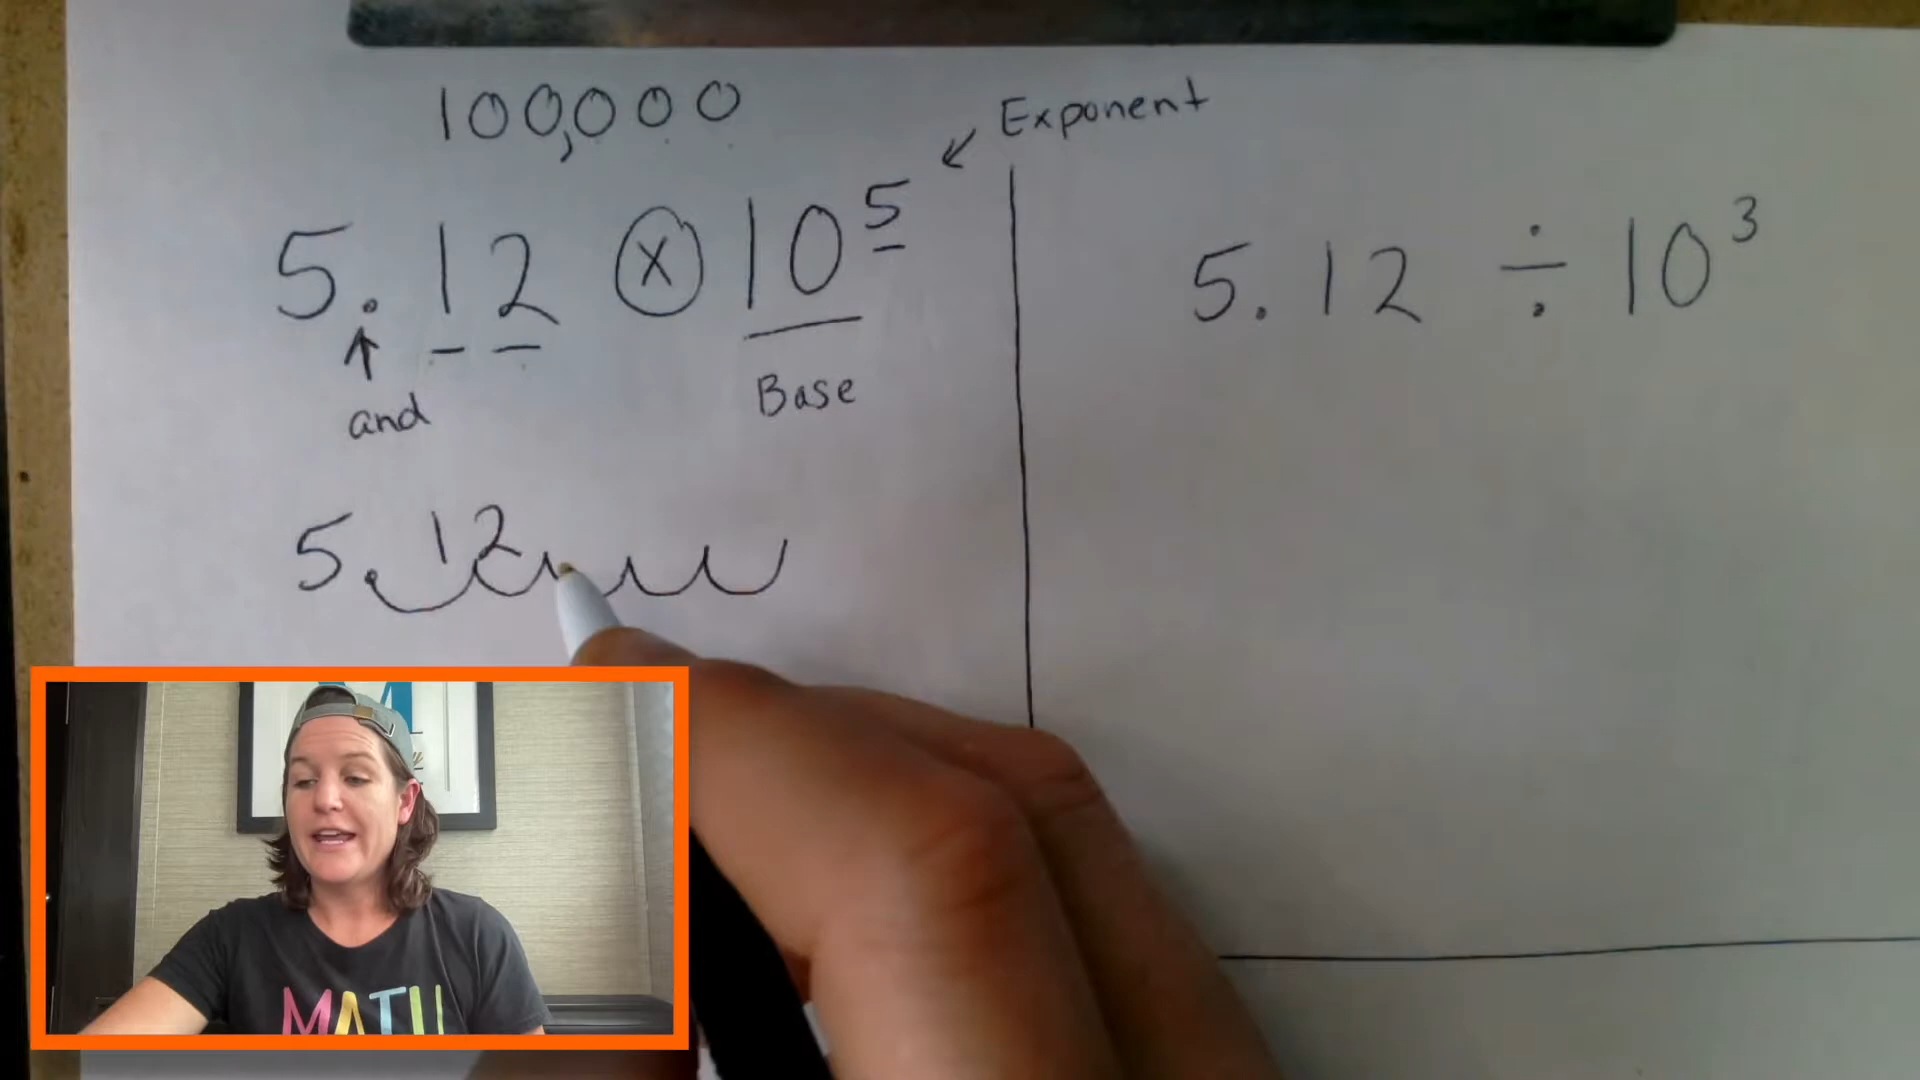 100,000
Exponent
5.12 ⓧ 10⁵
5.12 ÷ 10³
and
Base
5.12
MATH